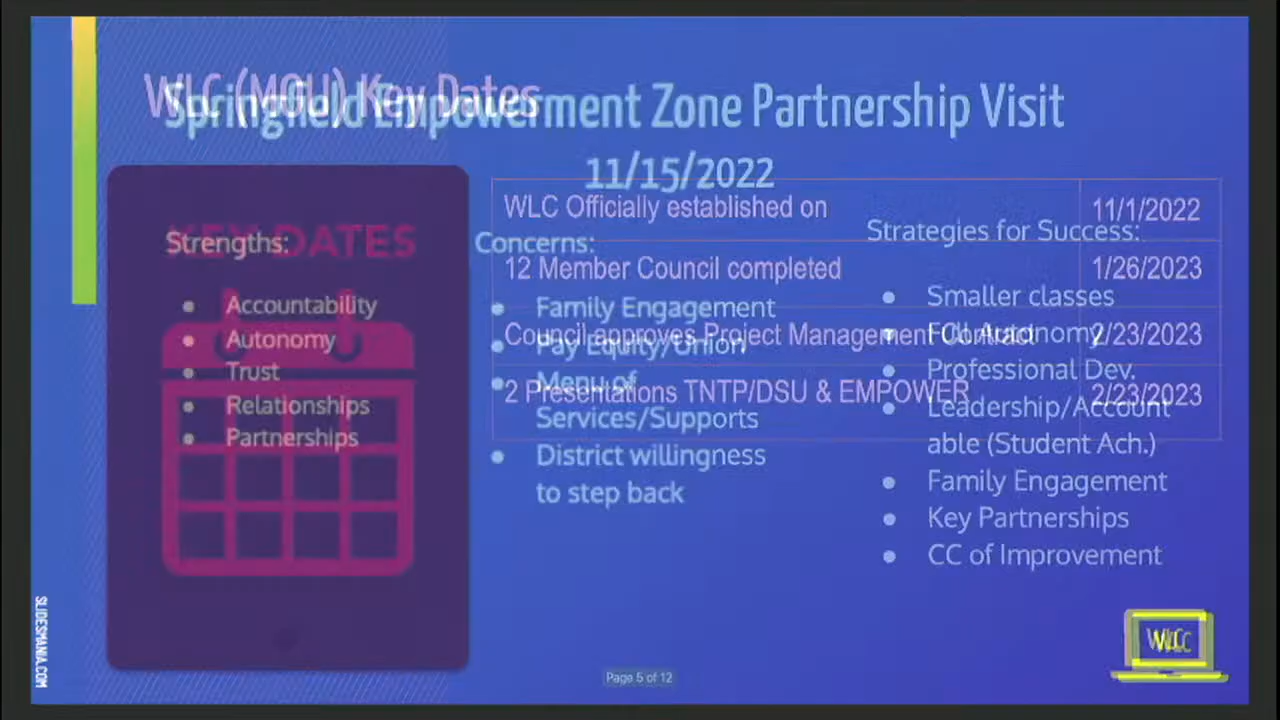 WLC (MOU) Key Dates
Springfield Empowerment Zone Partnership Visit
11/15/2022
KEY DATES
WLC Officially established on 11/1/2022
12 Member Council completed 1/26/2023
Council approves Project Management Contract 2/23/2023
2 Presentations TNTP/DSU & EMPOWER 2/23/2023
Strengths:
● Accountability
● Autonomy
● Trust
● Relationships
● Partnerships
Concerns:
● Family Engagement
● Pay Equity/Union
● Menu of
Services/Supports
● District willingness
to step back
Strategies for Success:
● Smaller classes
● Full Autonomy
● Professional Dev.
● Leadership/Account
able (Student Ach.)
● Family Engagement
● Key Partnerships
● CC of Improvement
SLIDESMANIA.COM
Page 5 of 12
WLC